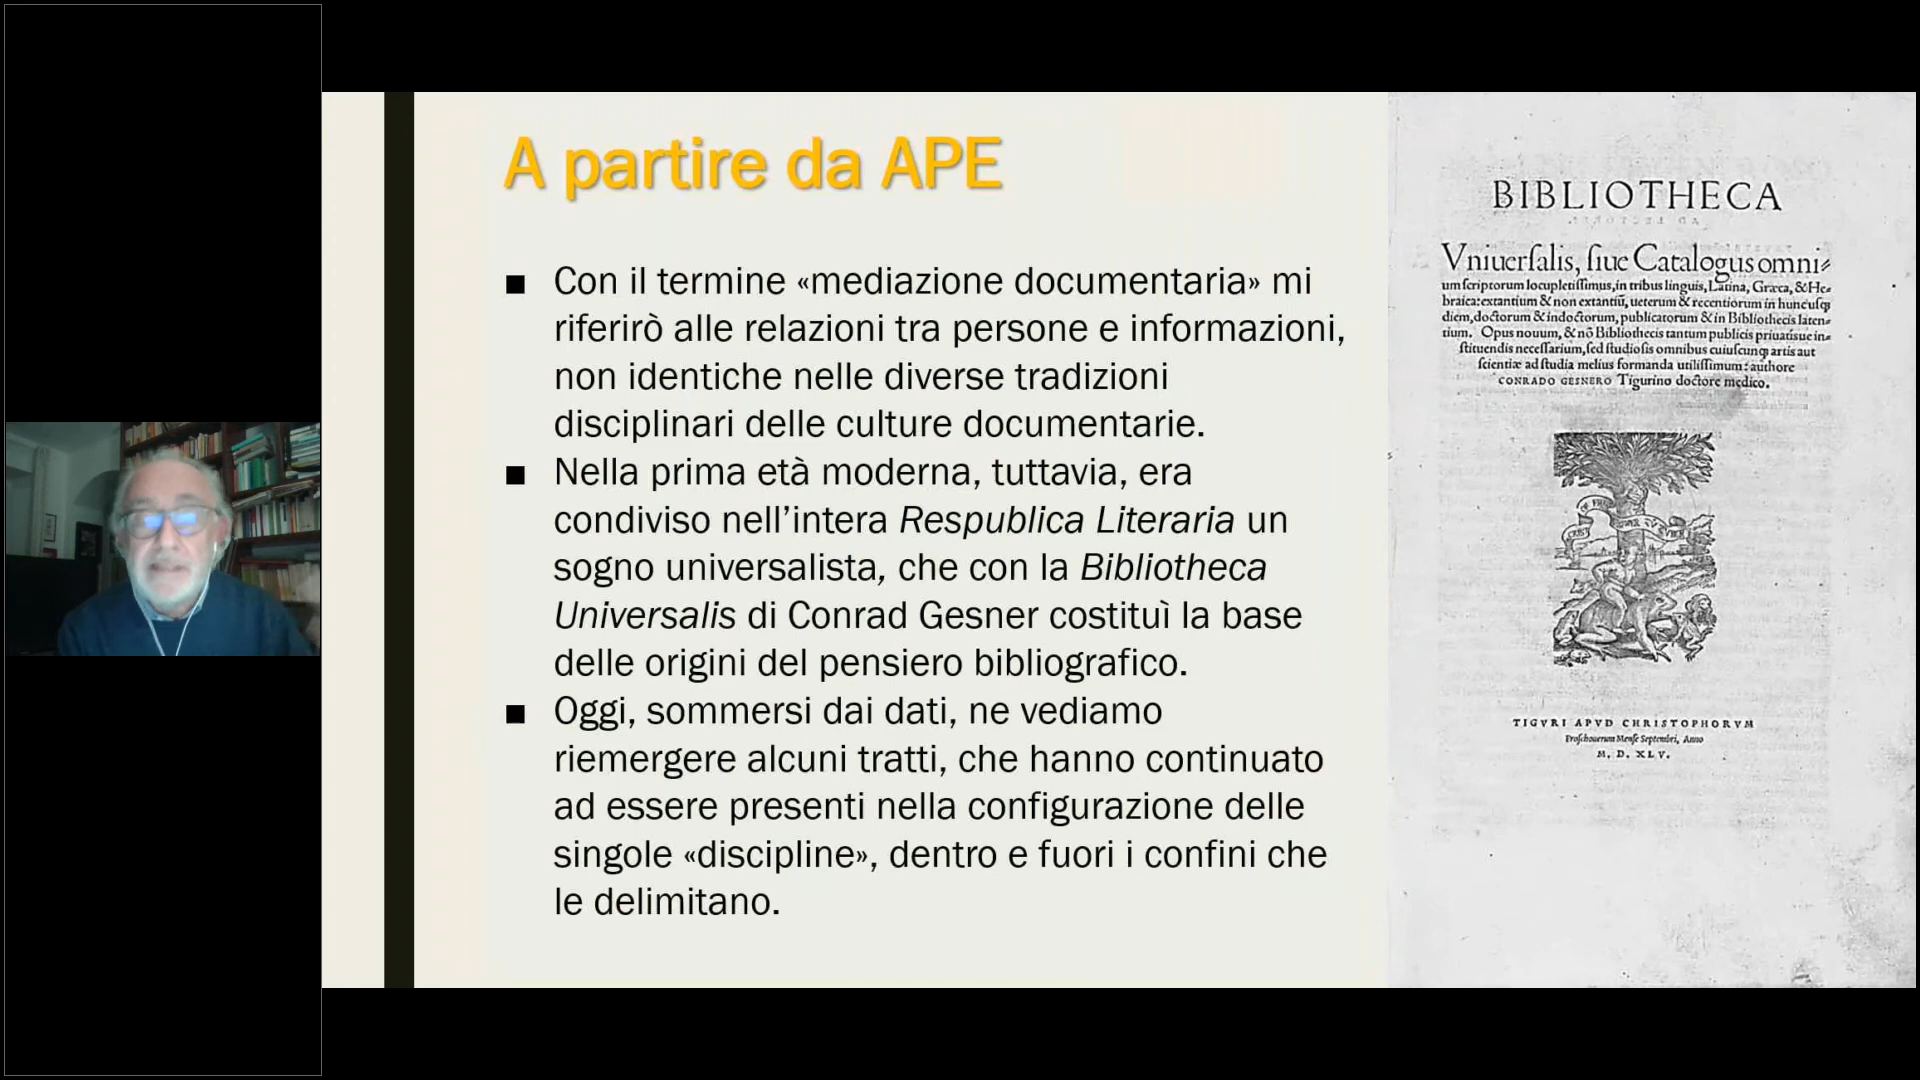 A partire da APE
■ Con il termine «mediazione documentaria» mi
riferirò alle relazioni tra persone e informazioni,
non identiche nelle diverse tradizioni
disciplinari delle culture documentarie.
■ Nella prima età moderna, tuttavia, era
condiviso nell’intera Respublica Literaria un
sogno universalista, che con la Bibliotheca
Universalis di Conrad Gesner costituì la base
delle origini del pensiero bibliografico.
■ Oggi, sommersi dai dati, ne vediamo
riemergere alcuni tratti, che hanno continuato
ad essere presenti nella configurazione delle
singole «discipline», dentro e fuori i confini che
le delimitano.
BIBLIOTHECA
Vniuerſalis, ſiue Catalogus omni⸗
um ſcriptorum locupletiſſimus, in tribus linguis, Latina, Græca, & He⸗
braica: extantium & non extantiũ, ueterum & recentiorum in huncuſq;
diem, doctorum & indoctorum, publicatorum & in Bibliothecis laten⸗
tium. Opus nouum, & nõ Bibliothecis tantum publicis priuatisue in⸗
ſtituendis neceſſarium, ſed ſtudioſis omnibus cuiuſcunq; artis aut
ſcientiæ ad ſtudia melius formanda utiliſſimum: authore
CONRADO GESNERO Tigurino doctore medico.
TIGVRI APVD CHRISTOPHORVM
Froſchouerum Menſe Septembri, Anno
M. D. XLV.